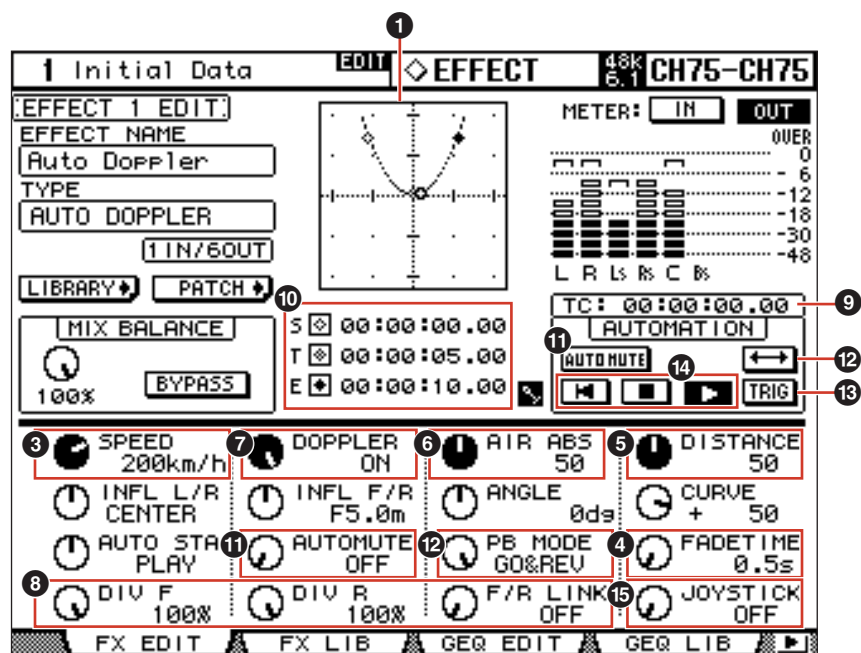 1
1 Initial Data EDIT ◇EFFECT 48k 6.1 CH75-CH75
EFFECT 1 EDIT
EFFECT NAME
Auto Doppler
TYPE
AUTO DOPPLER
1IN/6OUT
LIBRARY PATCH
MIX BALANCE
100% BYPASS
10
S 00:00:00.00
T 00:00:05.00
E 00:00:10.00
METER: IN OUT
OVER
0
-6
-12
-18
-30
-48
L R Ls Rs C Bs
TC: 00:00:00.00 9
AUTOMATION
11 AUTOMUTE 12
14 TRIG 13
3 SPEED 7 DOPPLER 6 AIR ABS 5 DISTANCE
200km/h ON 50 50
INFL L/R INFL F/R ANGLE CURVE
CENTER F5.0m 0dg + 50
AUTO STA 11 AUTOMUTE 12 PB MODE 4 FADETIME
PLAY OFF GO&REV 0.5s
8 DIV F DIV R F/R LINK 15 JOYSTICK
100% 100% OFF OFF
FX EDIT FX LIB GEQ EDIT GEQ LIB